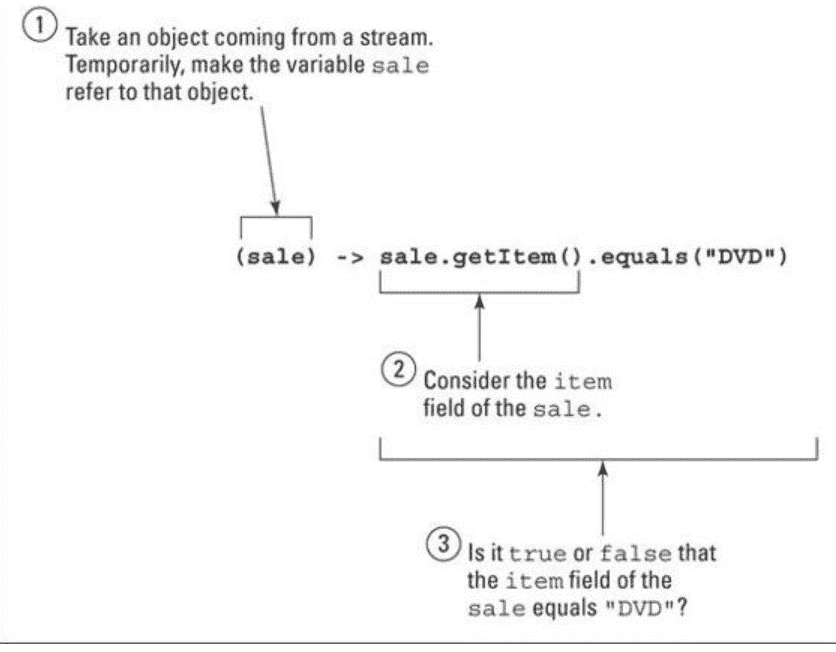 1
Take an object coming from a stream.
Temporarily, make the variable sale
refer to that object.
(sale) -> sale.getItem().equals("DVD")
2
Consider the item
field of the sale.
3
Is it true or false that
the item field of the
sale equals "DVD"?